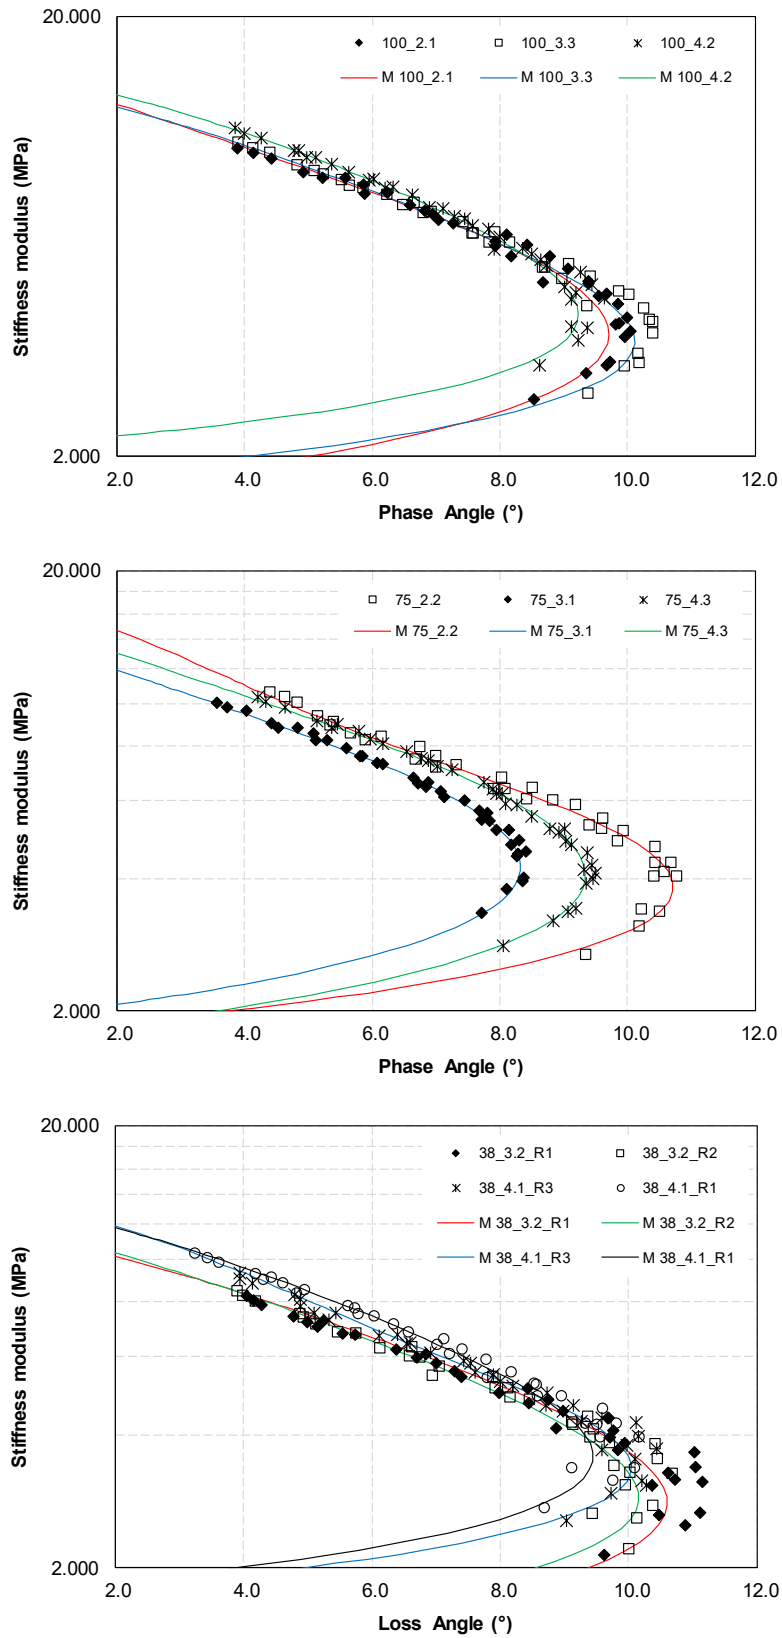 20.000
100_2.1 100_3.3 100_4.2
M 100_2.1 M 100_3.3 M 100_4.2
Stiffness modulus (MPa)
2.000
2.0 4.0 6.0 8.0 10.0 12.0
Phase Angle (°)
20.000
75_2.2 75_3.1 75_4.3
M 75_2.2 M 75_3.1 M 75_4.3
Stiffness modulus (MPa)
2.000
2.0 4.0 6.0 8.0 10.0 12.0
Phase Angle (°)
20.000
38_3.2_R1 38_3.2_R2
38_4.1_R3 38_4.1_R1
M 38_3.2_R1 M 38_3.2_R2
M 38_4.1_R3 M 38_4.1_R1
Stiffness modulus (MPa)
2.000
2.0 4.0 6.0 8.0 10.0 12.0
Loss Angle (°)